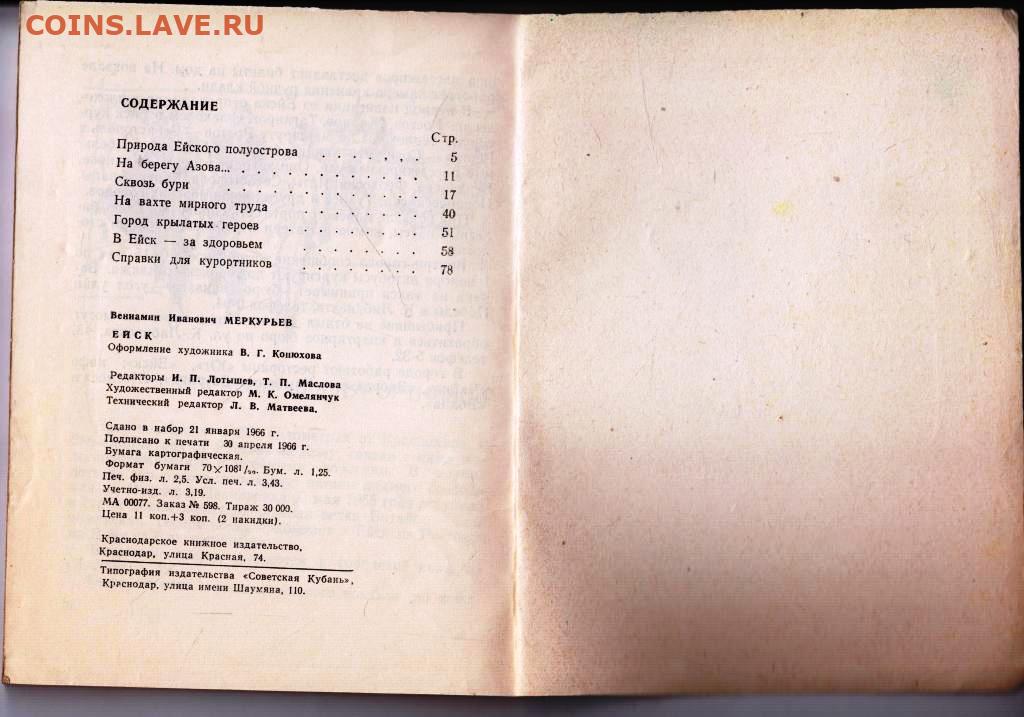 COINS.LAVE.RU
СОДЕРЖАНИЕ
Стр.
Природа Ейского полуострова . . . . . . 5
На берегу Азова... . . . . . . . . . . 11
Сквозь бури . . . . . . . . . . 17
На вахте мирного труда . . . . . . . 40
Город крылатых героев . . . . . . . 51
В Ейск — за здоровьем . . . . . . . 58
Справки для курортников . . . . . . . 78
Вениамин Иванович МЕРКУРЬЕВ
ЕЙСК
Оформление художника В. Г. Конюхова
Редакторы И. П. Лотышев, Т. П. Маслова
Художественный редактор М. К. Омелянчук
Технический редактор Л. В. Матвеева.
Сдано в набор 21 января 1966 г.
Подписано к печати 30 апреля 1966 г.
Бумага картографическая.
Формат бумаги 70×108¹/₃₂. Бум. л. 1,25.
Печ. физ. л. 2,5. Усл. печ. л. 3,43.
Учетно-изд. л. 3,19.
МА 00077. Заказ № 598. Тираж 30 000.
Цена 11 коп.+3 коп. (2 накидки).
Краснодарское книжное издательство,
Краснодар, улица Красная, 74.
Типография издательства «Советская Кубань»,
Краснодар, улица имени Шаумяна, 110.